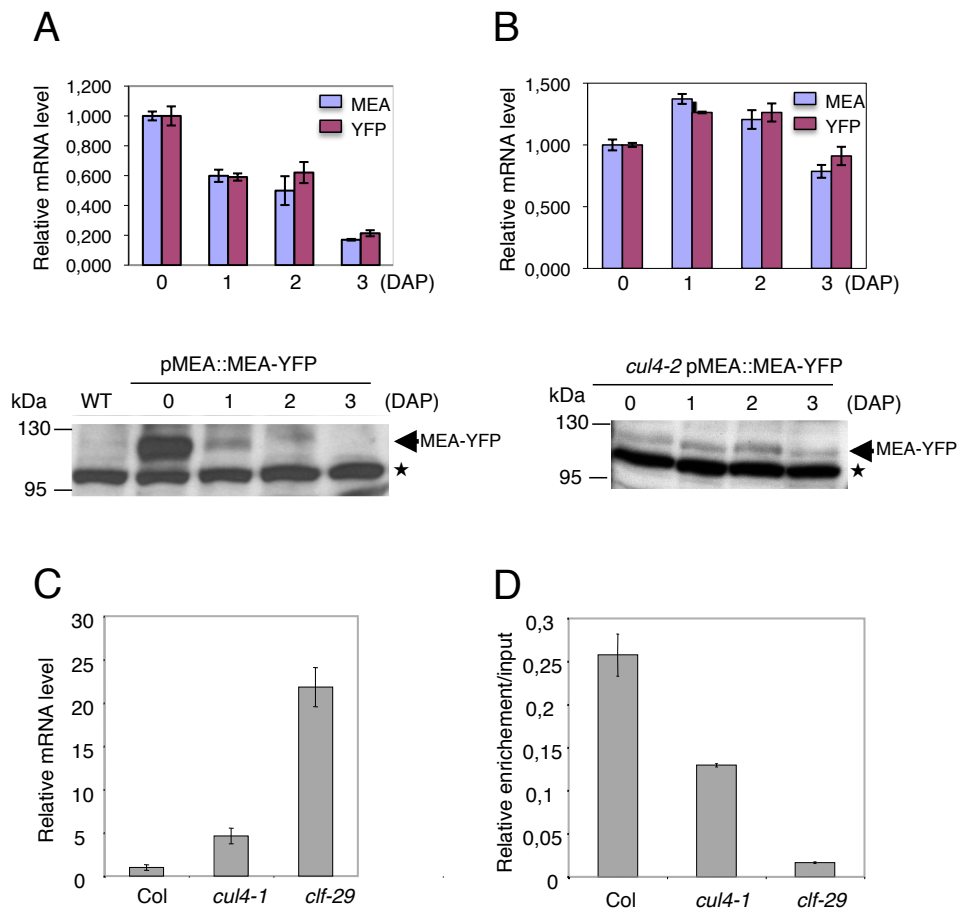 A
Relative mRNA level
1,200
1,000
0,800
0,600
0,400
0,200
0,000
MEA
YFP
0 1 2 3 (DAP)
B
Relative mRNA level
1,500
1,000
0,500
0,000
MEA
YFP
0 1 2 3 (DAP)
pMEA::MEA-YFP
kDa WT 0 1 2 3 (DAP)
130
95
MEA-YFP
★
cul4-2 pMEA::MEA-YFP
kDa 0 1 2 3 (DAP)
130
95
MEA-YFP
★
C
Relative mRNA level
30
25
20
15
10
5
0
Col cul4-1 clf-29
D
Relative enrichement/input
0,3
0,25
0,2
0,15
0,1
0,05
0
Col cul4-1 clf-29